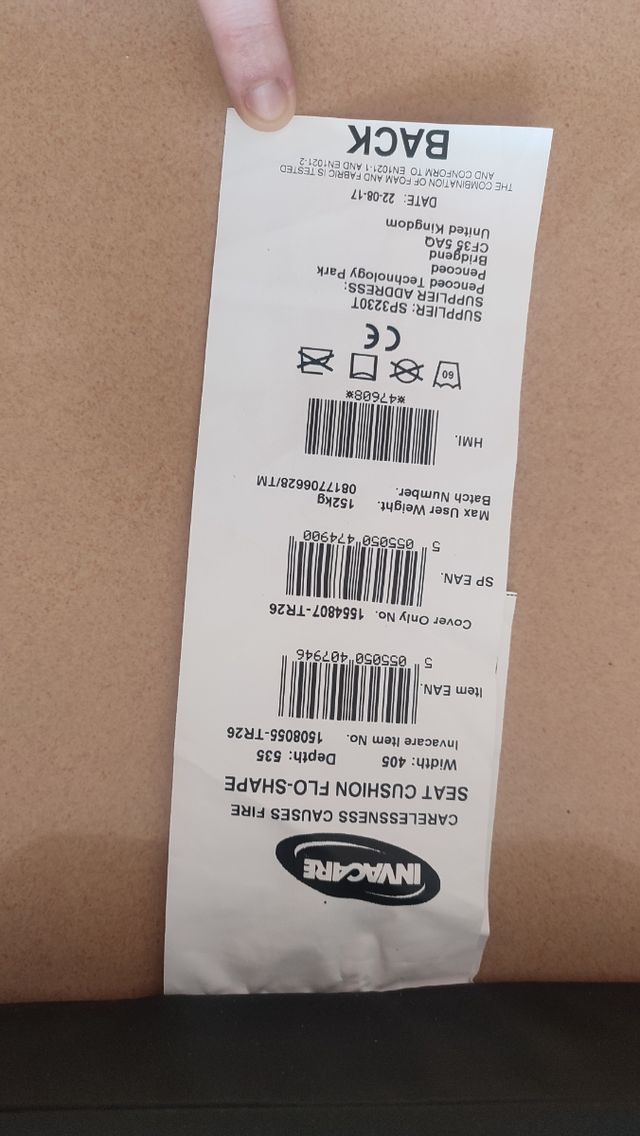 INVACARE
CARELESSNESS CAUSES FIRE
SEAT CUSHION FLO-SHAPE
Width: 405 Depth: 535
Invacare Item No. 1508055-TR26
Item EAN.
5 055050 407946
Cover Only No. 1554807-TR26
SP EAN.
5 055050 474900
Max User Weight. 152kg
Batch Number. 0817706628/TM
HMI.
*47608*
60
CE
SUPPLIER: SP3230T
SUPPLIER ADDRESS:
Pencoed Technology Park
Pencoed
Bridgend
CF35 5AQ
United Kingdom
DATE: 22-08-17
THE COMBINATION OF FOAM AND FABRIC IS TESTED
AND CONFORM TO EN1021-1 AND EN1021-2
BACK